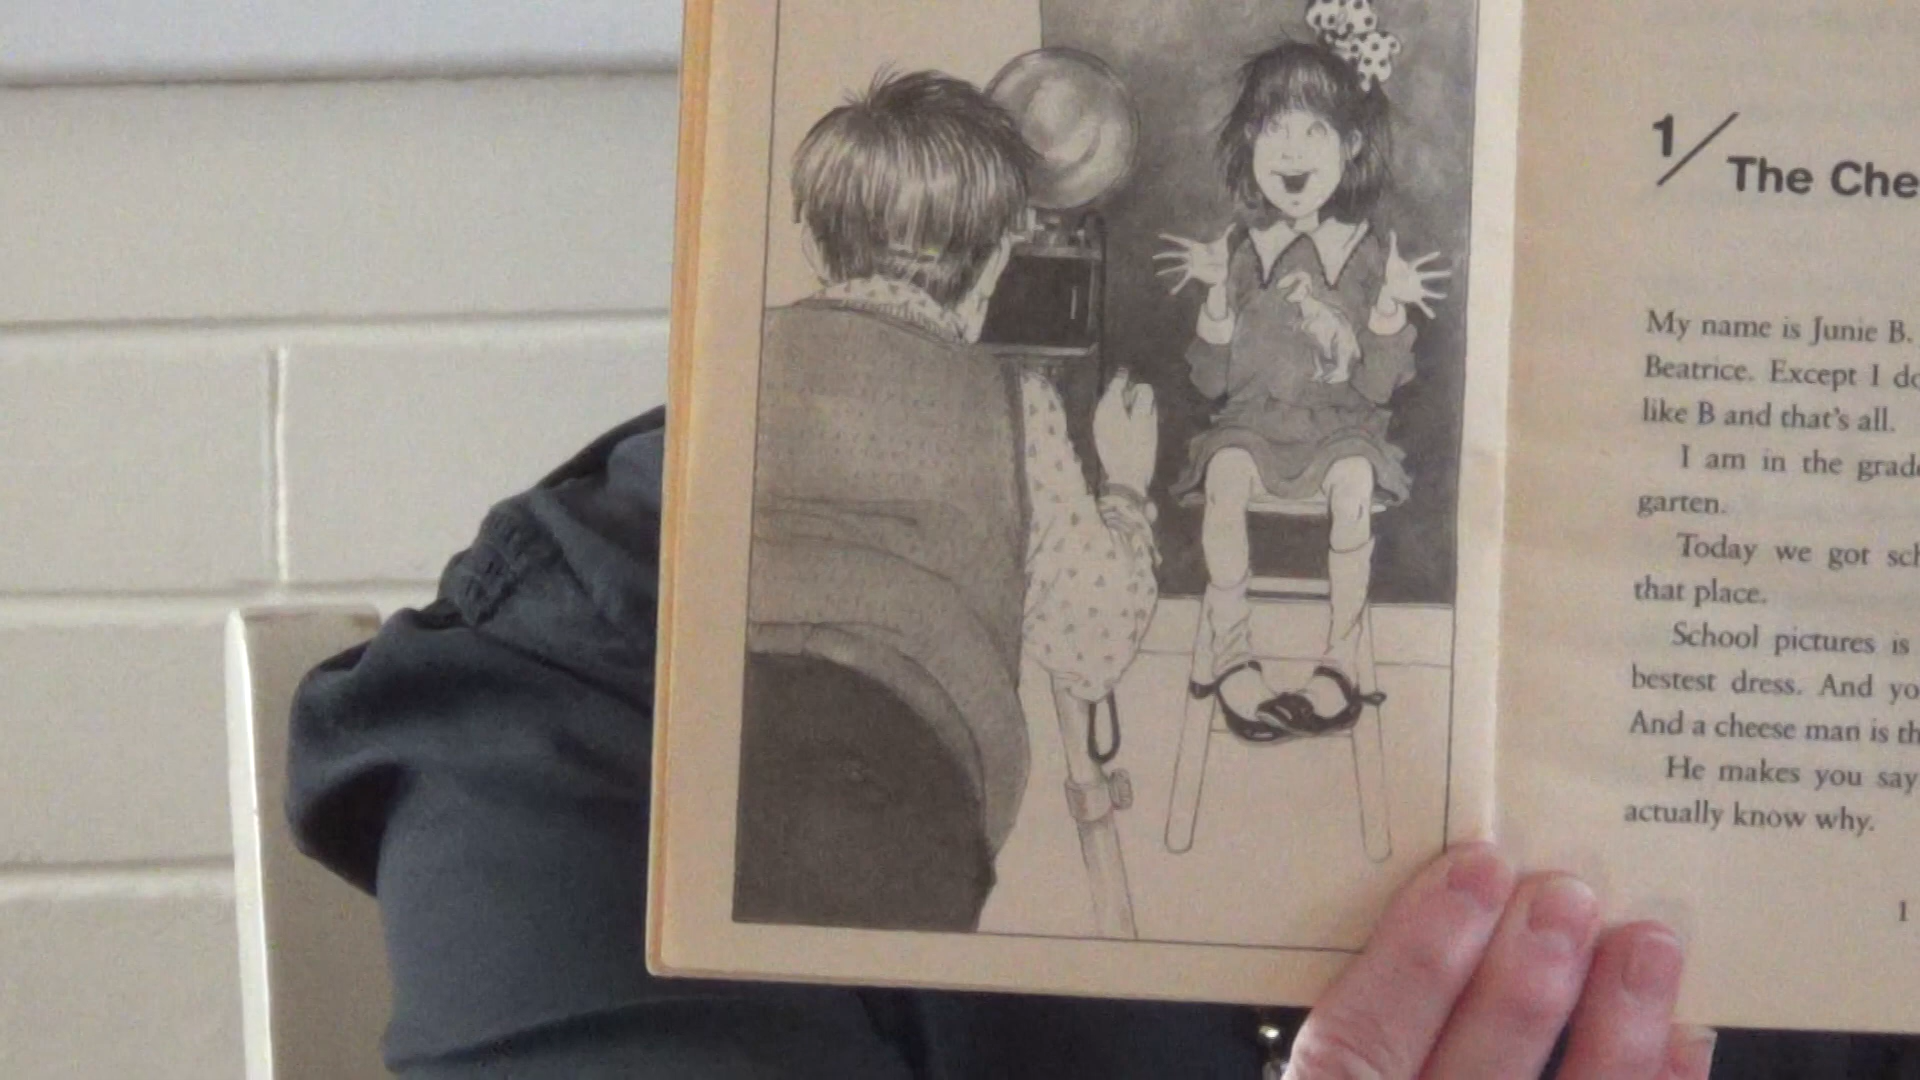 1/ The Che
My name is Junie B.
Beatrice. Except I do
like B and that's all.
I am in the grade
garten.
Today we got sch
that place.
School pictures is
bestest dress. And yo
And a cheese man is th
He makes you say
actually know why.
1